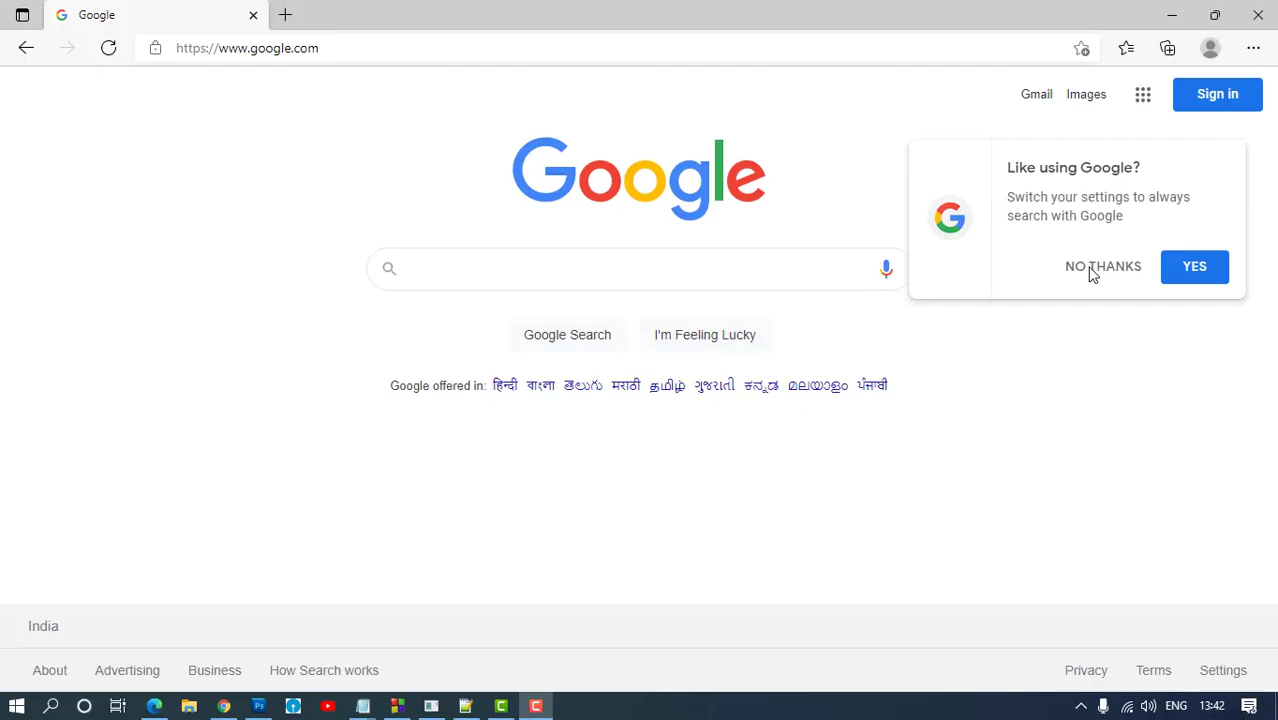 Google
https://www.google.com
Gmail Images Sign in
Google
Like using Google?
Switch your settings to always
search with Google
NO THANKS YES
Google Search I'm Feeling Lucky
Google offered in: हिन्दी বাংলা తెలుగు मराठी தமிழ் ગુજરાતી ಕನ್ನಡ മലയാളം ਪੰਜਾਬੀ
India
About Advertising Business How Search works Privacy Terms Settings
ENG 13:42